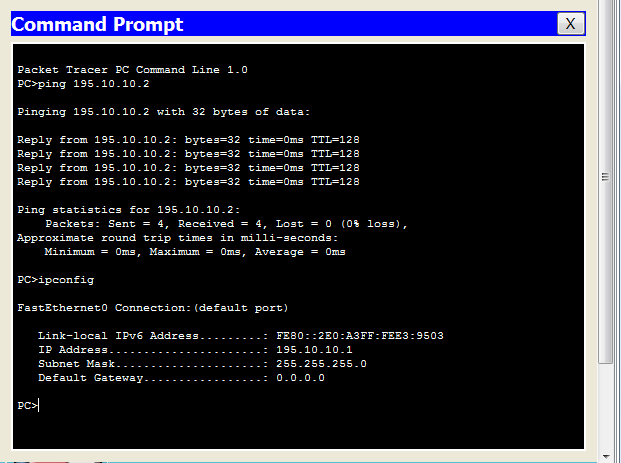 Command Prompt X
Packet Tracer PC Command Line 1.0
PC>ping 195.10.10.2
Pinging 195.10.10.2 with 32 bytes of data:
Reply from 195.10.10.2: bytes=32 time=0ms TTL=128
Reply from 195.10.10.2: bytes=32 time=0ms TTL=128
Reply from 195.10.10.2: bytes=32 time=0ms TTL=128
Reply from 195.10.10.2: bytes=32 time=0ms TTL=128
Ping statistics for 195.10.10.2:
Packets: Sent = 4, Received = 4, Lost = 0 (0% loss),
Approximate round trip times in milli-seconds:
Minimum = 0ms, Maximum = 0ms, Average = 0ms
PC>ipconfig
FastEthernet0 Connection:(default port)
Link-local IPv6 Address.........: FE80::2E0:A3FF:FEE3:9503
IP Address......................: 195.10.10.1
Subnet Mask.....................: 255.255.255.0
Default Gateway.................: 0.0.0.0
PC>